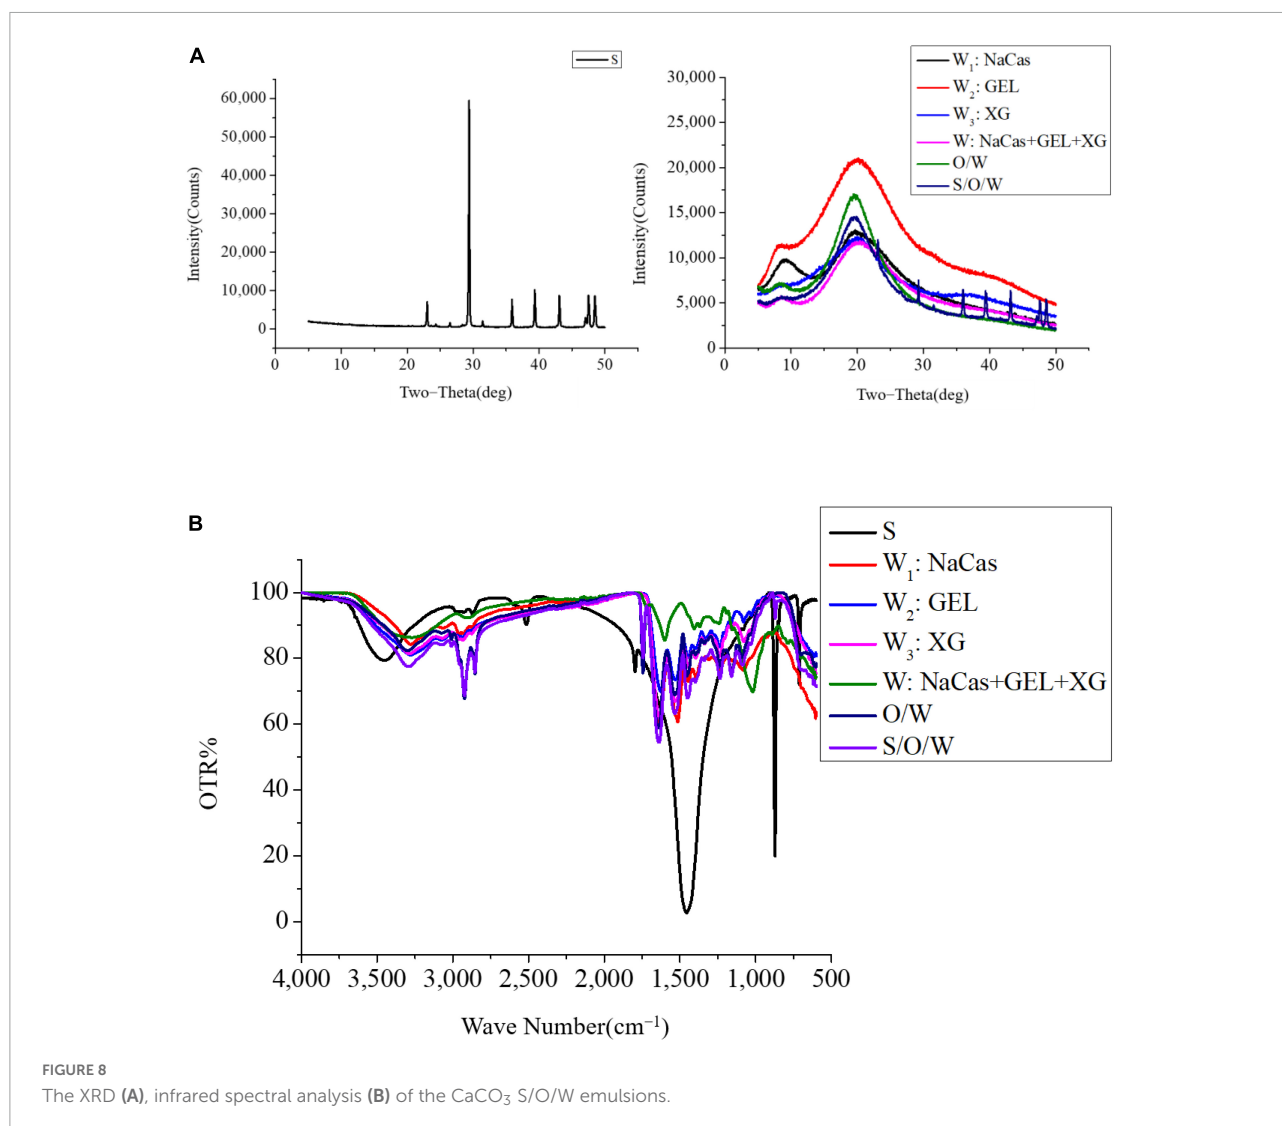 A
S
60,000
50,000
40,000
30,000
20,000
10,000
0
Intensity(Counts)
0 10 20 30 40 50
Two–Theta(deg)
W1: NaCas
W2: GEL
W3: XG
W: NaCas+GEL+XG
O/W
S/O/W
30,000
25,000
20,000
15,000
10,000
5,000
0
Intensity(Counts)
0 10 20 30 40 50
Two–Theta(deg)
B
S
W1: NaCas
W2: GEL
W3: XG
W: NaCas+GEL+XG
O/W
S/O/W
100
80
60
40
20
0
OTR%
4,000 3,500 3,000 2,500 2,000 1,500 1,000 500
Wave Number(cm–1)
FIGURE 8
The XRD (A), infrared spectral analysis (B) of the CaCO3 S/O/W emulsions.